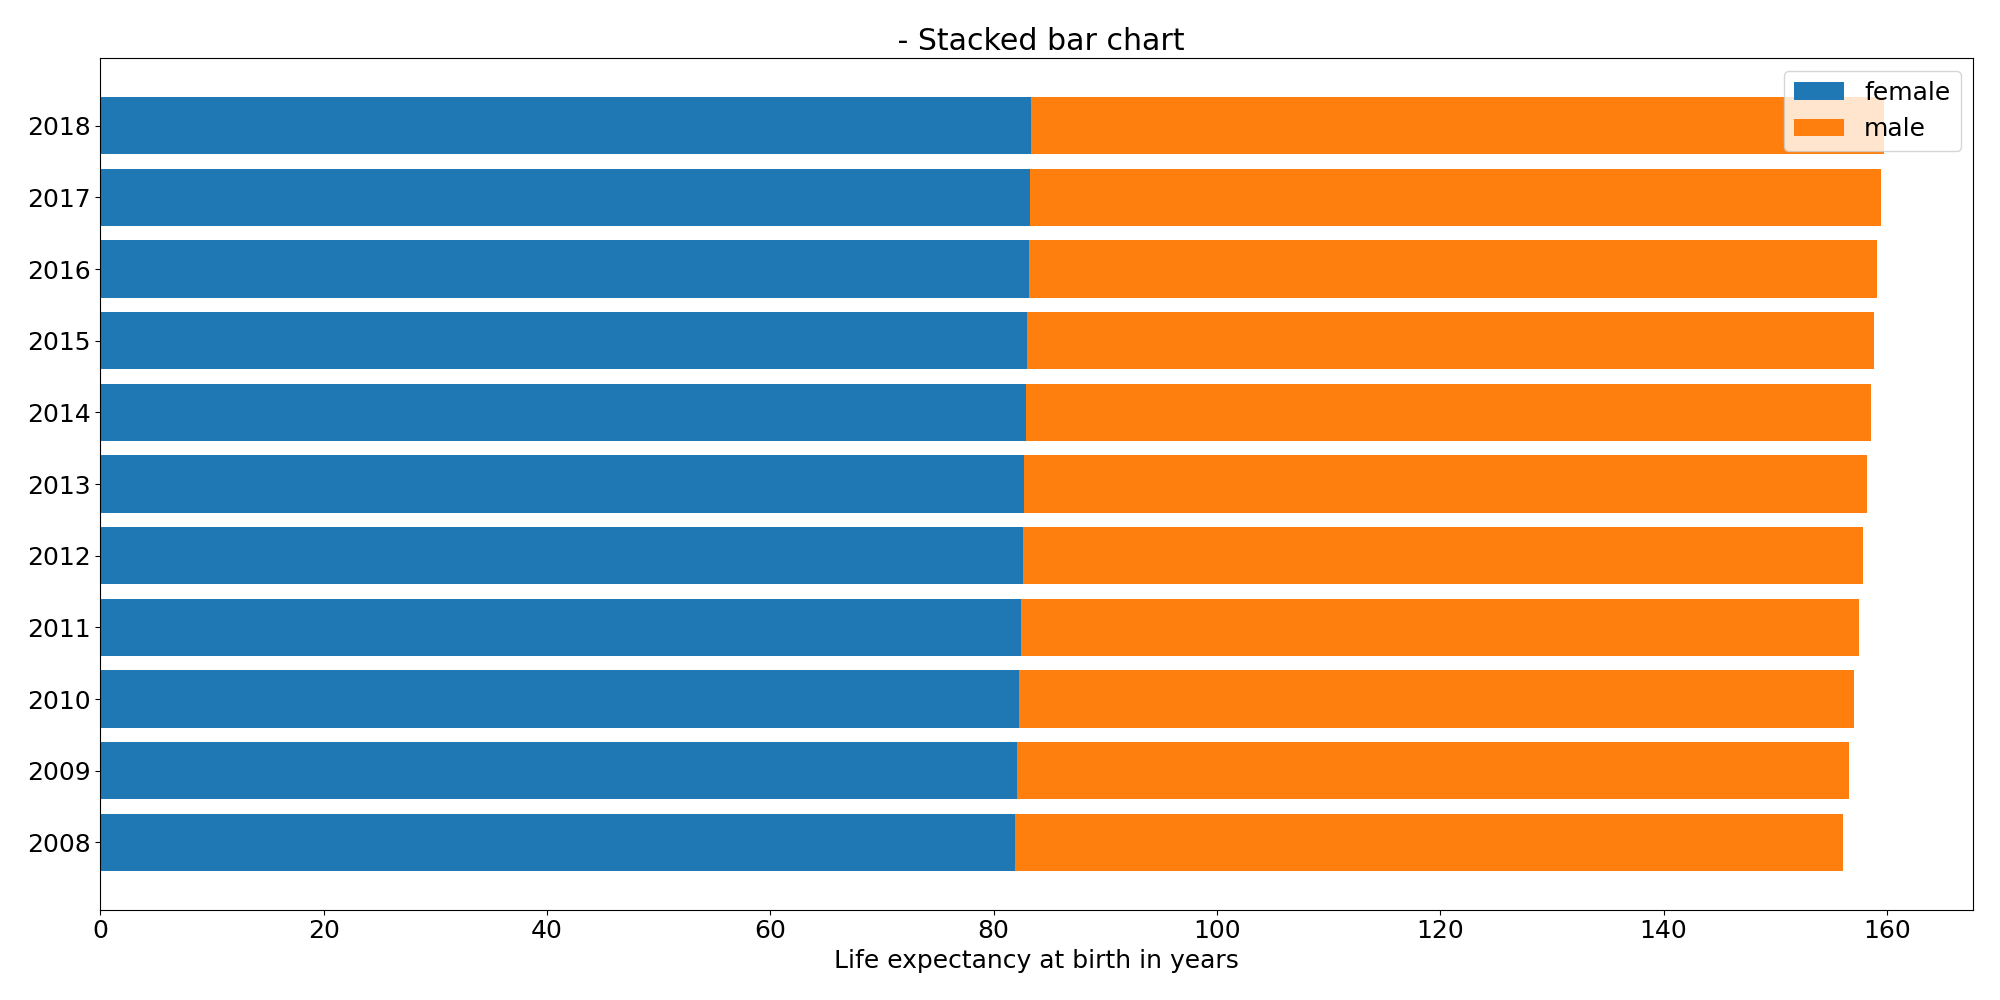 - Stacked bar chart
female
male
2018
2017
2016
2015
2014
2013
2012
2011
2010
2009
2008
0 20 40 60 80 100 120 140 160
Life expectancy at birth in years